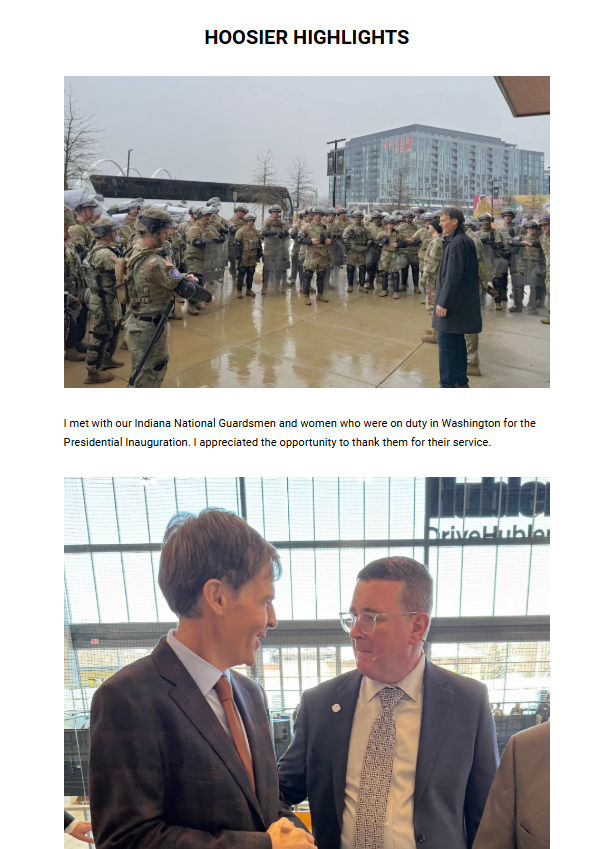 HOOSIER HIGHLIGHTS
I met with our Indiana National Guardsmen and women who were on duty in Washington for the
Presidential Inauguration. I appreciated the opportunity to thank them for their service.
DriveHubler